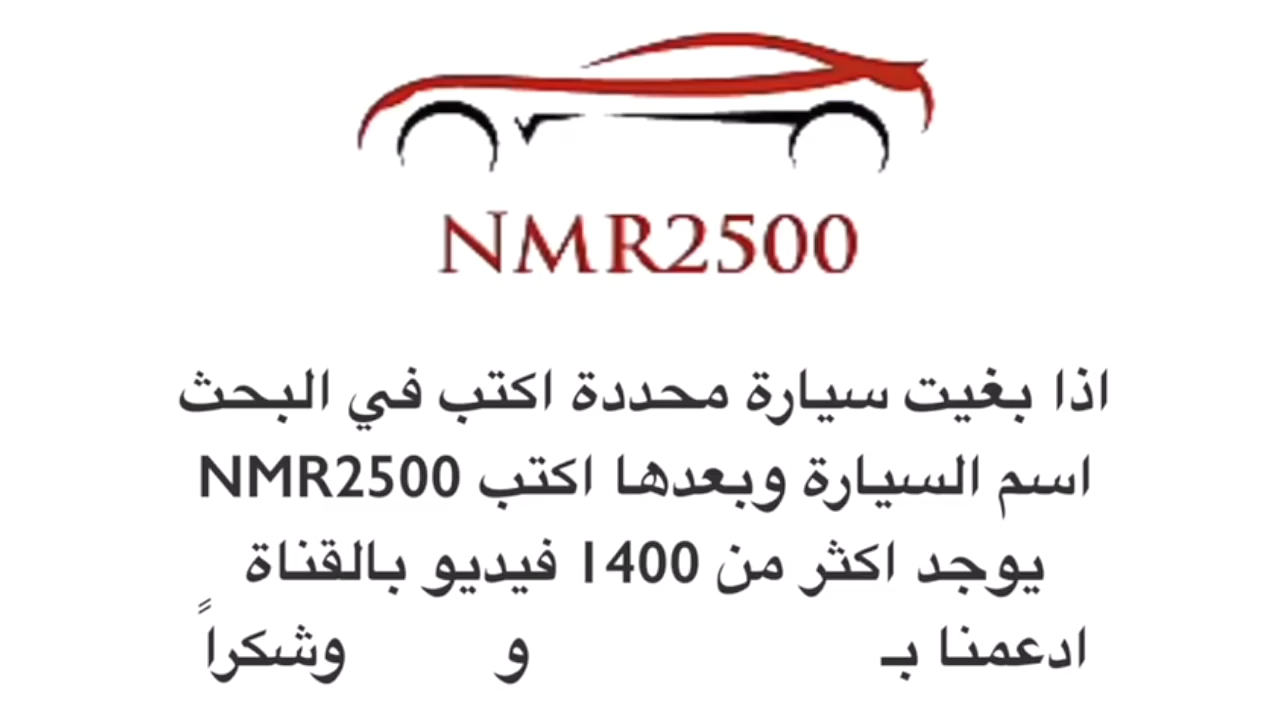 NMR2500
اذا بغيت سيارة محددة اكتب في البحث
اسم السيارة وبعدها اكتب NMR2500
يوجد اكثر من 1400 فيديو بالقناة
ادعمنا بـ و وشكراً